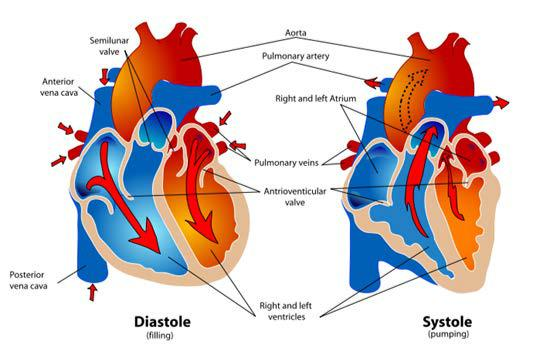 Aorta
Semilunar
valve
Pulmonary artery
Anterior
vena cava
Right and left Atrium
Pulmonary veins
Antrioventicular
valve
Posterior
vena cava
Right and left
ventricles
Diastole
(filling)
Systole
(pumping)